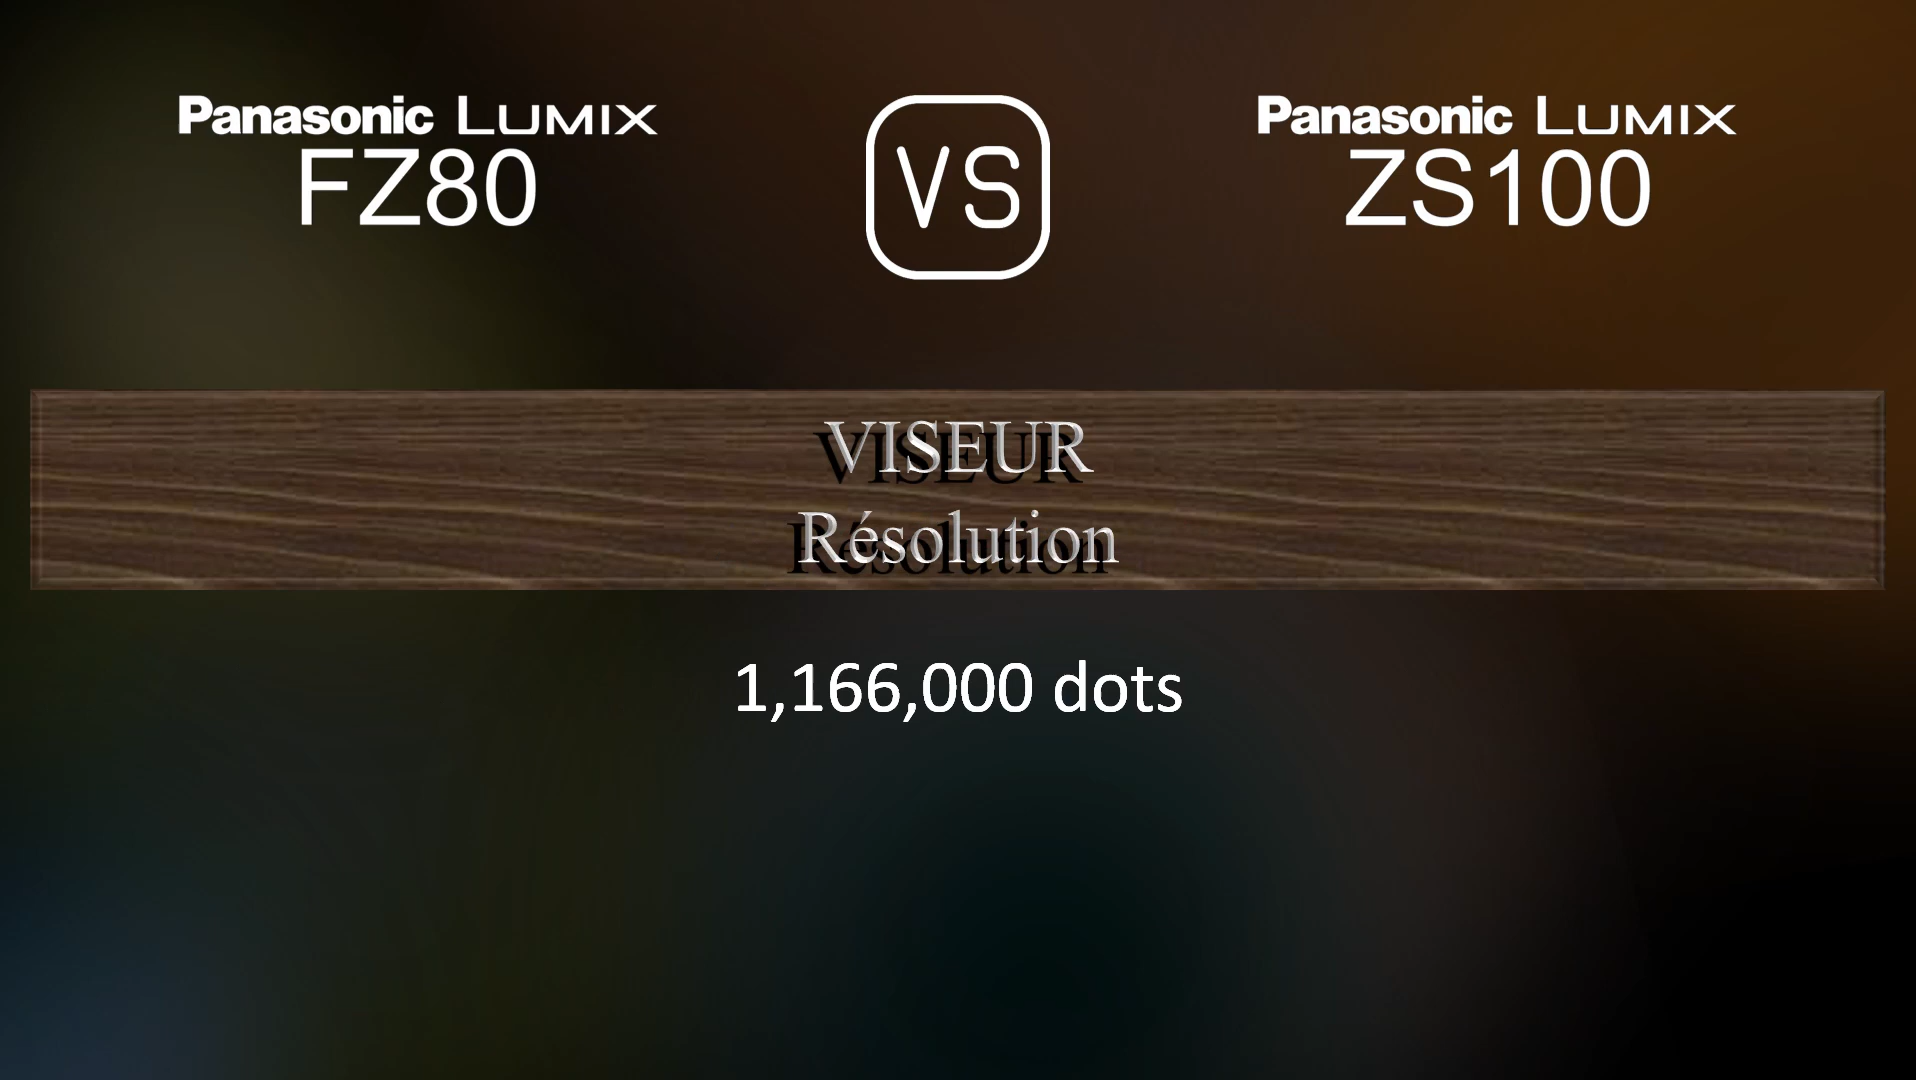 Panasonic LUMIX
FZ80
VS
Panasonic LUMIX
ZS100
VISEUR
Résolution
1,166,000 dots